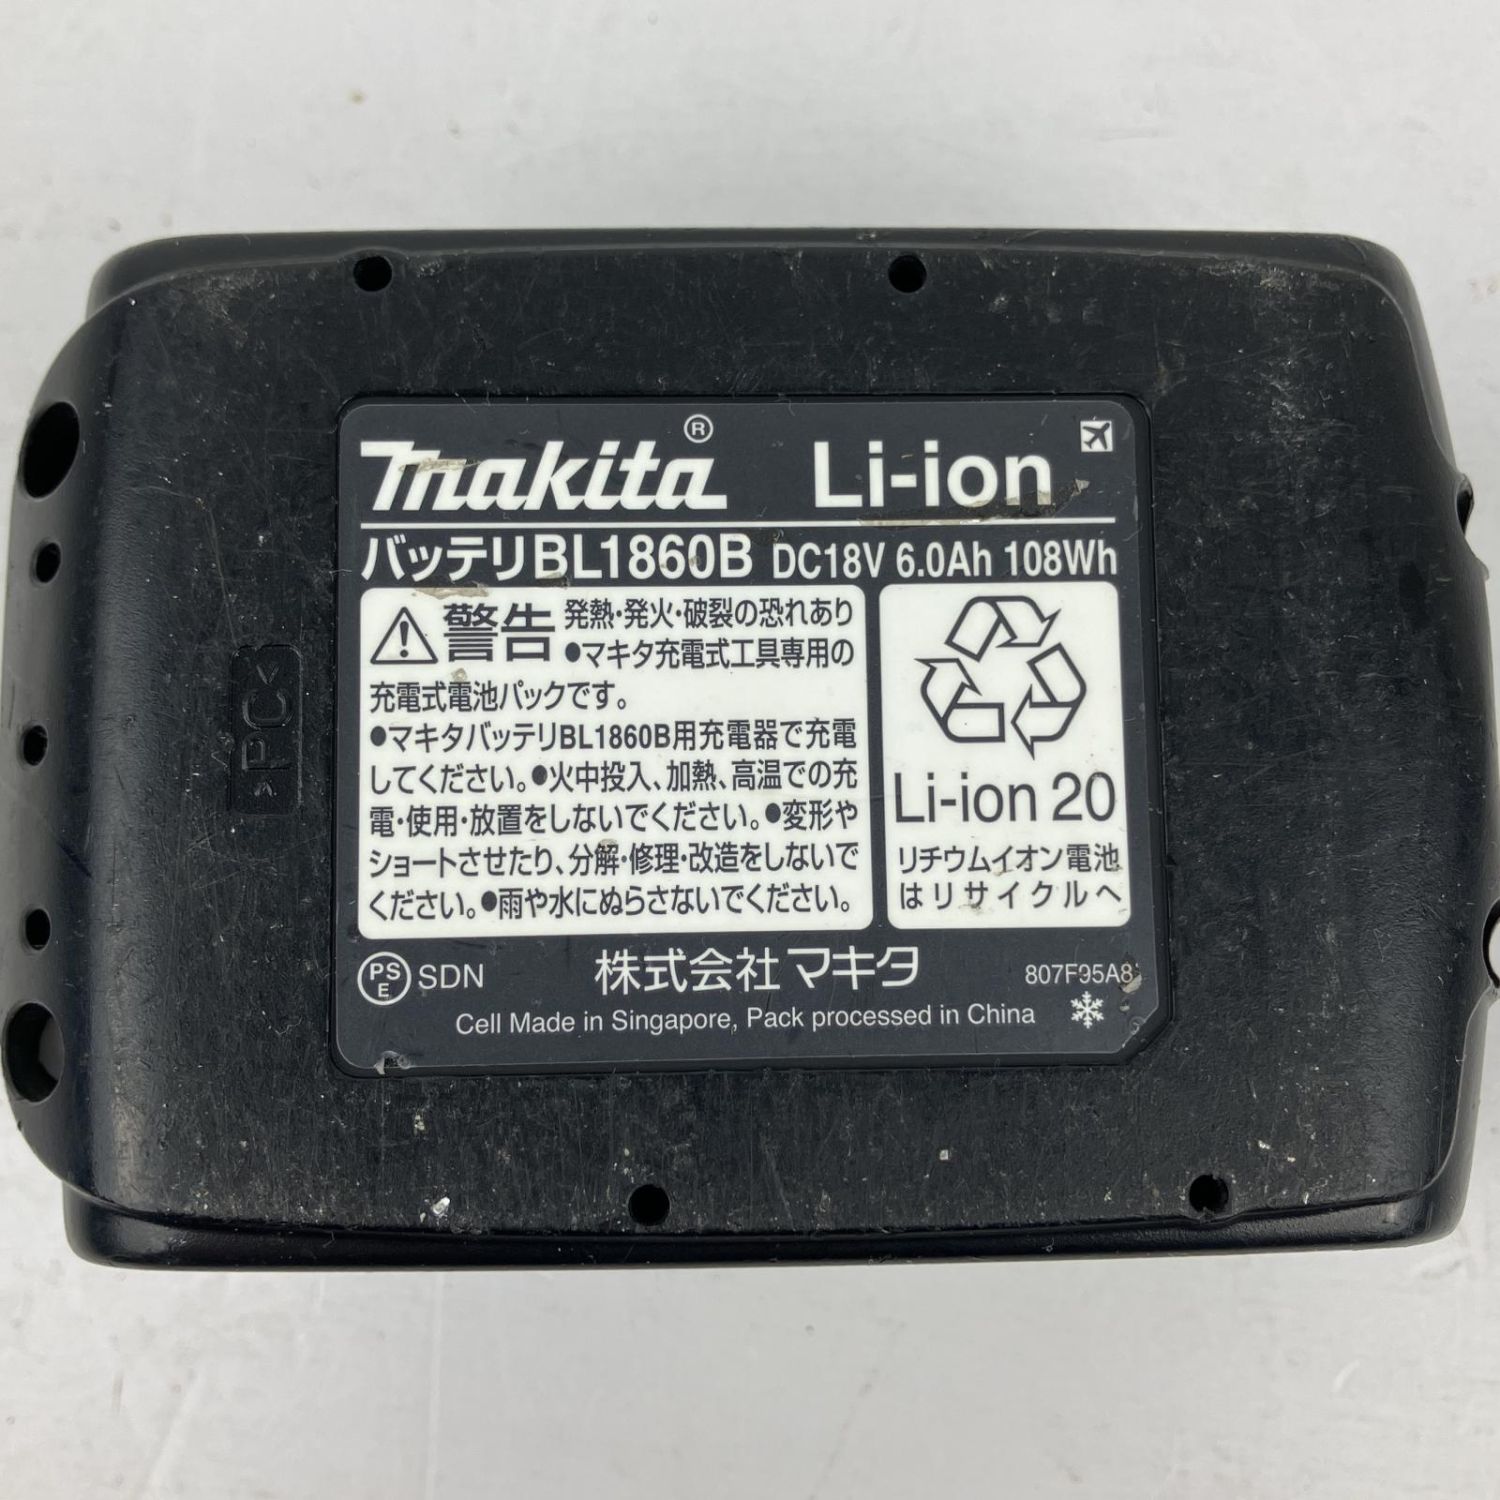 makita® Li-ion
バッテリBL1860B DC18V 6.0Ah 108Wh
警告 発熱・発火・破裂の恐れあり
●マキタ充電式工具専用の
充電式電池パックです。
●マキタバッテリBL1860B用充電器で充電
してください。●火中投入、加熱、高温での充
電・使用・放置をしないでください。●変形や
ショートさせたり、分解・修理・改造をしないで
ください。●雨や水にぬらさないでください。
Li-ion 20
リチウムイオン電池
はリサイクルへ
PS
E
SDN
株式会社マキタ
807F95A8
Cell Made in Singapore, Pack processed in China
>PC<